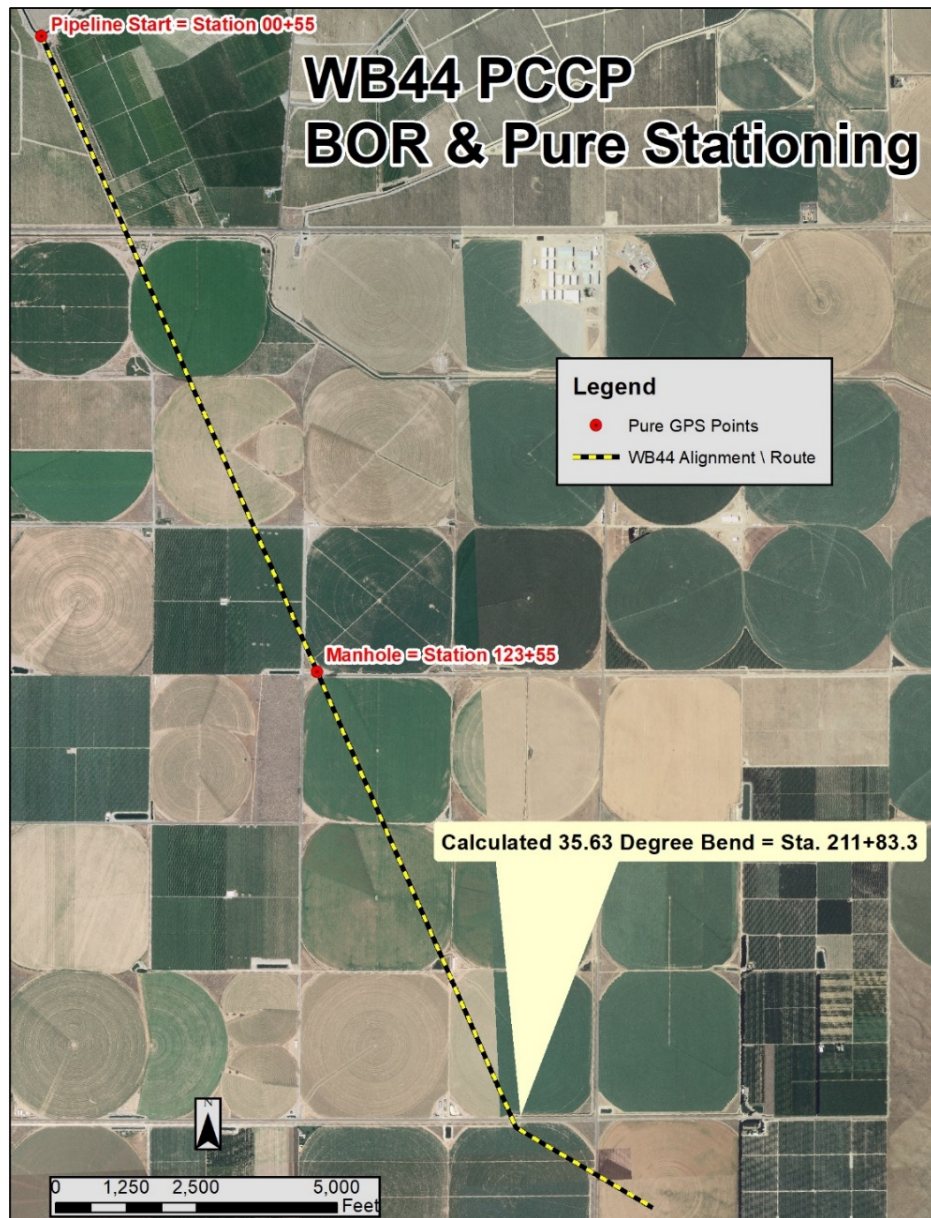 Pipeline Start = Station 00+55
WB44 PCCP
BOR & Pure Stationing
Legend
Pure GPS Points
WB44 Alignment \ Route
Manhole = Station 123+55
Calculated 35.63 Degree Bend = Sta. 211+83.3
N
0 1,250 2,500 5,000
Feet